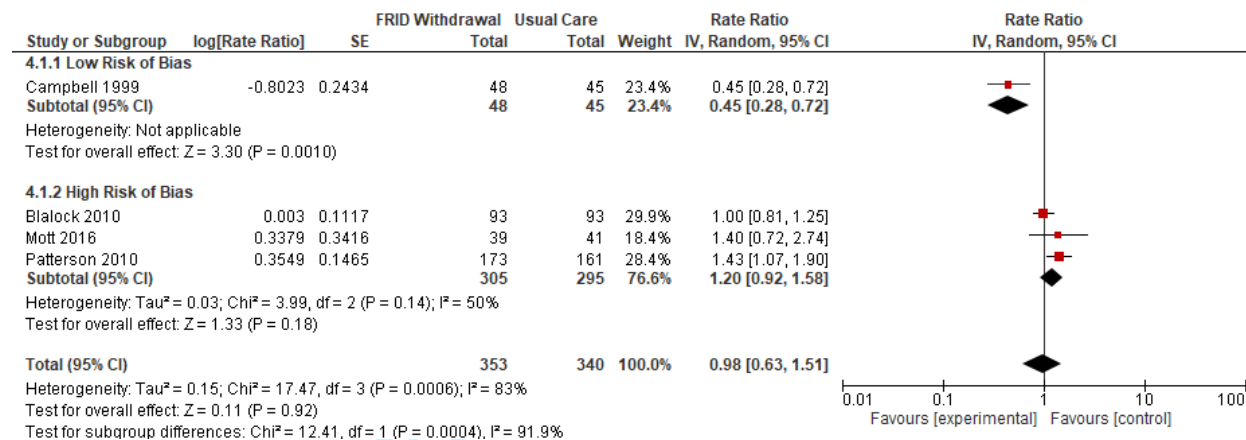 FRID Withdrawal Usual Care Rate Ratio Rate Ratio
Study or Subgroup log[Rate Ratio] SE Total Total Weight IV, Random, 95% CI IV, Random, 95% CI
4.1.1 Low Risk of Bias
Campbell 1999 -0.8023 0.2434 48 45 23.4% 0.45 [0.28, 0.72]
Subtotal (95% CI) 48 45 23.4% 0.45 [0.28, 0.72]
Heterogeneity: Not applicable
Test for overall effect: Z = 3.30 (P = 0.0010)
4.1.2 High Risk of Bias
Blalock 2010 0.003 0.1117 93 93 29.9% 1.00 [0.81, 1.25]
Mott 2016 0.3379 0.3416 39 41 18.4% 1.40 [0.72, 2.74]
Patterson 2010 0.3549 0.1465 173 161 28.4% 1.43 [1.07, 1.90]
Subtotal (95% CI) 305 295 76.6% 1.20 [0.92, 1.58]
Heterogeneity: Tau² = 0.03; Chi² = 3.99, df = 2 (P = 0.14); I² = 50%
Test for overall effect: Z = 1.33 (P = 0.18)
Total (95% CI) 353 340 100.0% 0.98 [0.63, 1.51]
Heterogeneity: Tau² = 0.15; Chi² = 17.47, df = 3 (P = 0.0006); I² = 83%
Test for overall effect: Z = 0.11 (P = 0.92)
Test for subgroup differences: Chi² = 12.41, df = 1 (P = 0.0004), I² = 91.9%
0.01 0.1 1 10 100
Favours [experimental] Favours [control]